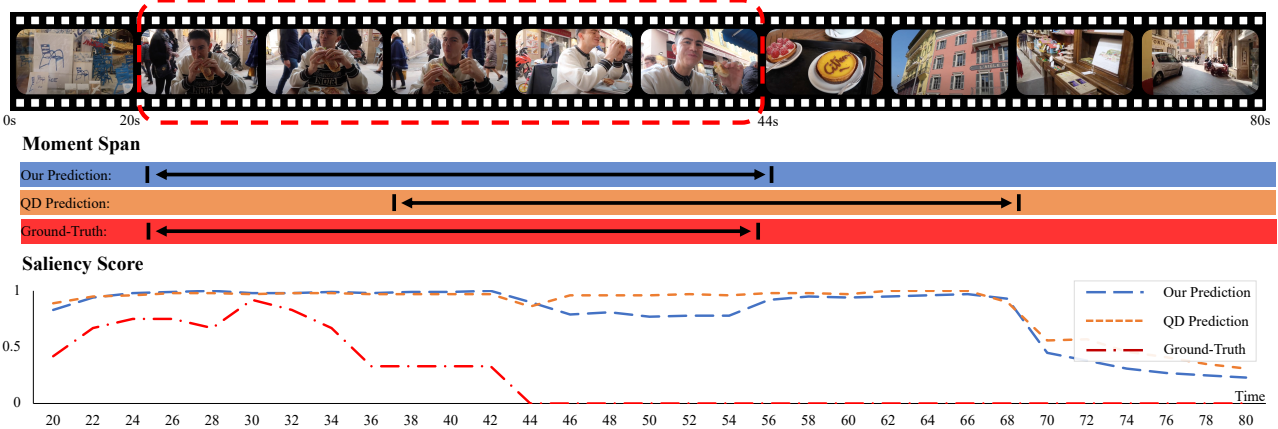 0s 20s 44s 80s
Moment Span
Our Prediction:
QD Prediction:
Ground-Truth:
Saliency Score
1
0.5
0
Our Prediction
QD Prediction
Ground-Truth
Time
20 22 24 26 28 30 32 34 36 38 40 42 44 46 48 50 52 54 56 58 60 62 64 66 68 70 72 74 76 78 80